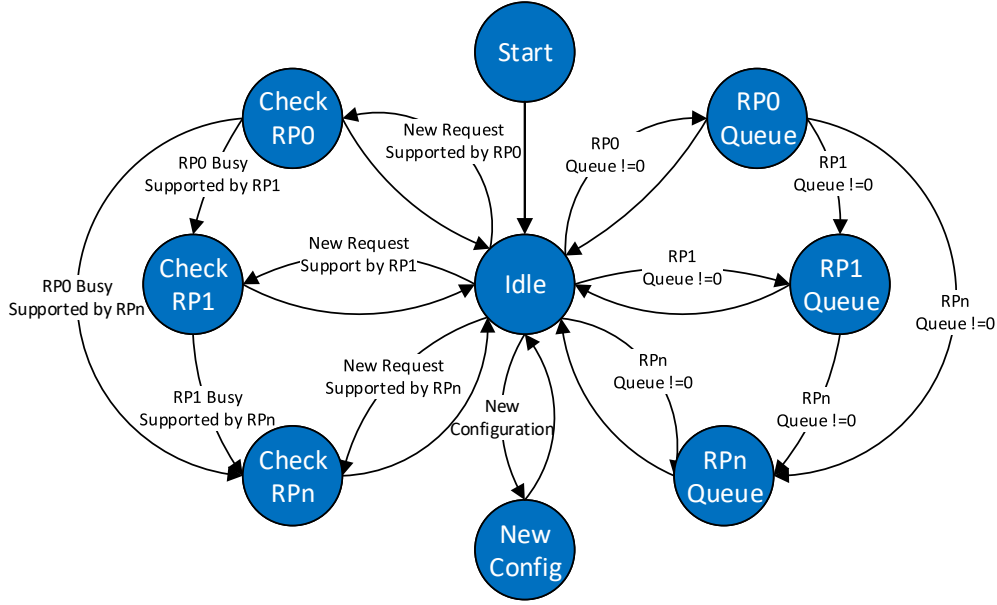 Start
Check
RP0
RP0
Queue
New Request
Supported by RP0
RP0
Queue !=0
RP0 Busy
Supported by RP1
RP1
Queue !=0
Check
RP1
New Request
Support by RP1
Idle
RP1
Queue !=0
RP1
Queue
RP0 Busy
Supported by RPn
RPn
Queue !=0
New Request
Supported by RPn
RPn
Queue !=0
RP1 Busy
Supported by RPn
New
Configuration
RPn
Queue !=0
Check
RPn
RPn
Queue
New
Config